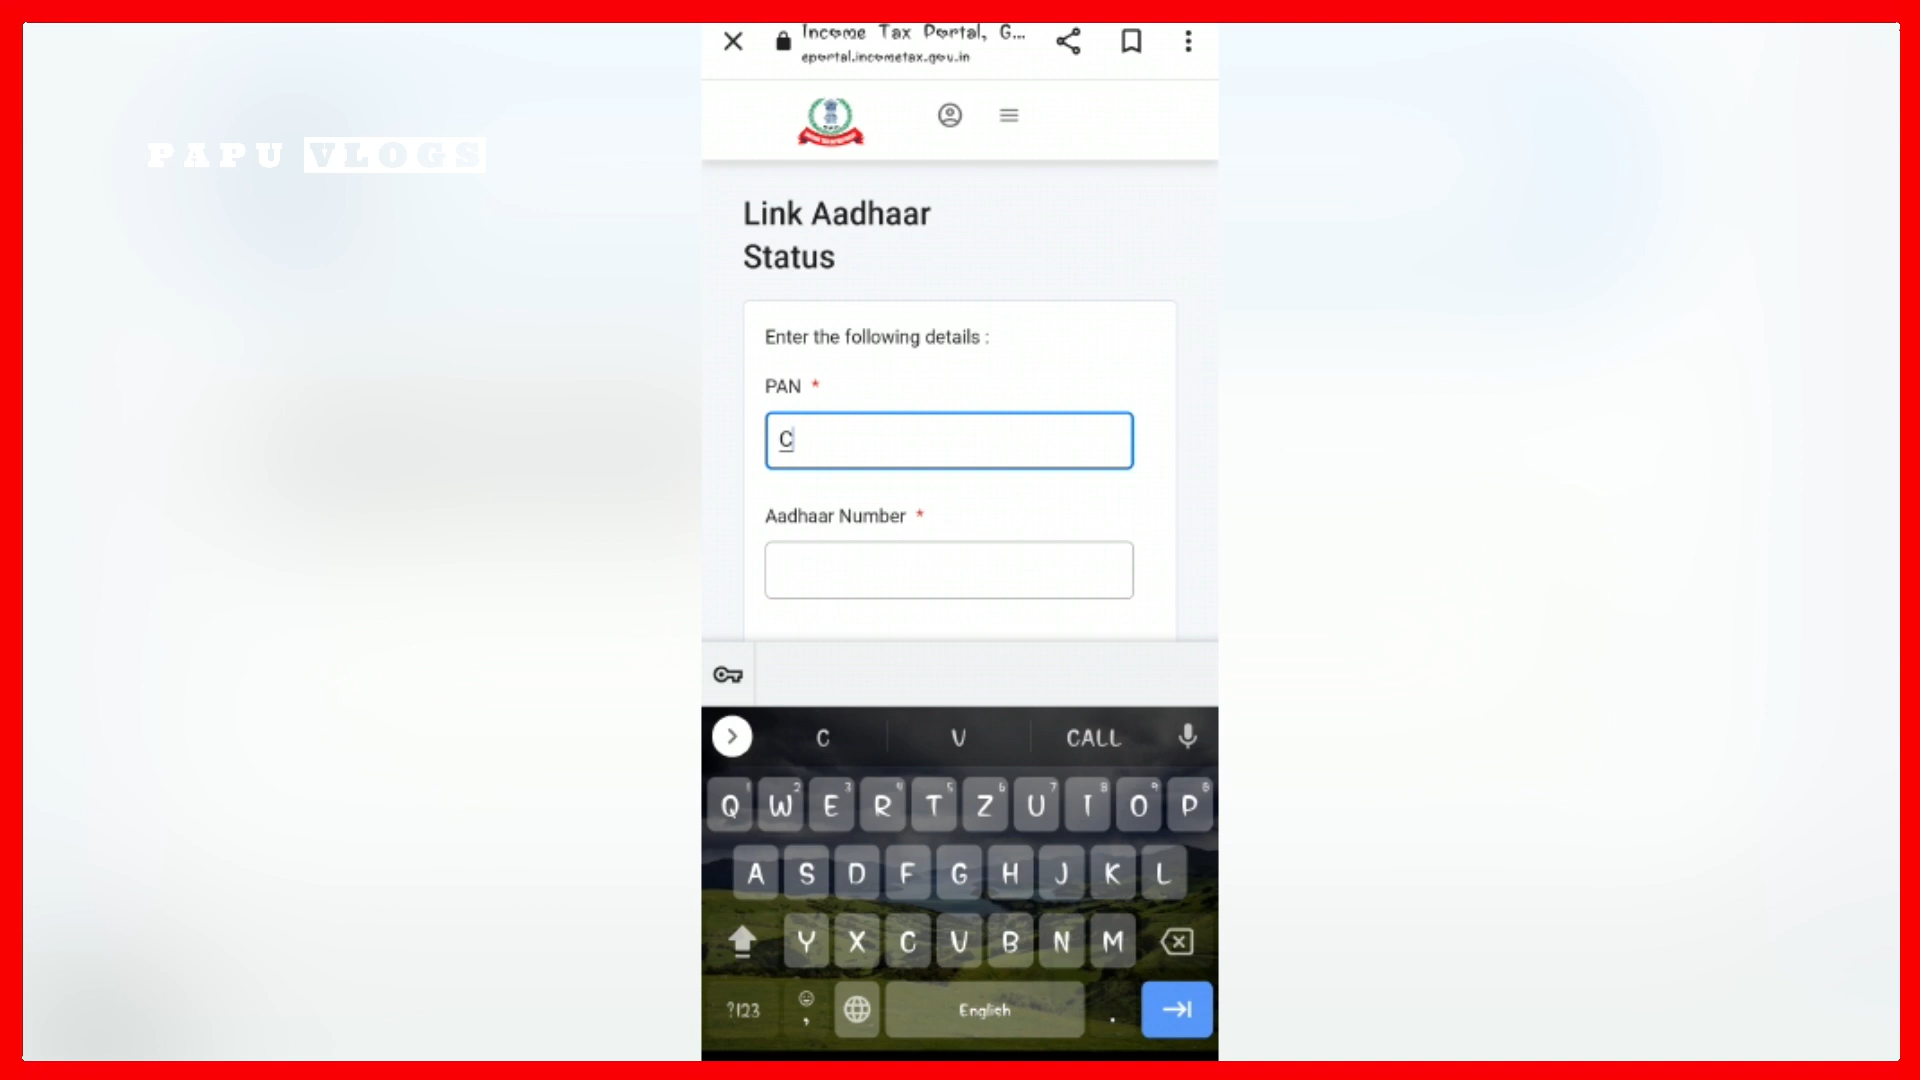 Income Tax Portal, G...
eportal.incometax.gov.in
PAPU VLOGS
Link Aadhaar
Status
Enter the following details :
PAN *
C
Aadhaar Number *
C V CALL
Q W E R T Z U I O P
A S D F G H J K L
Y X C V B N M
?123 , English .